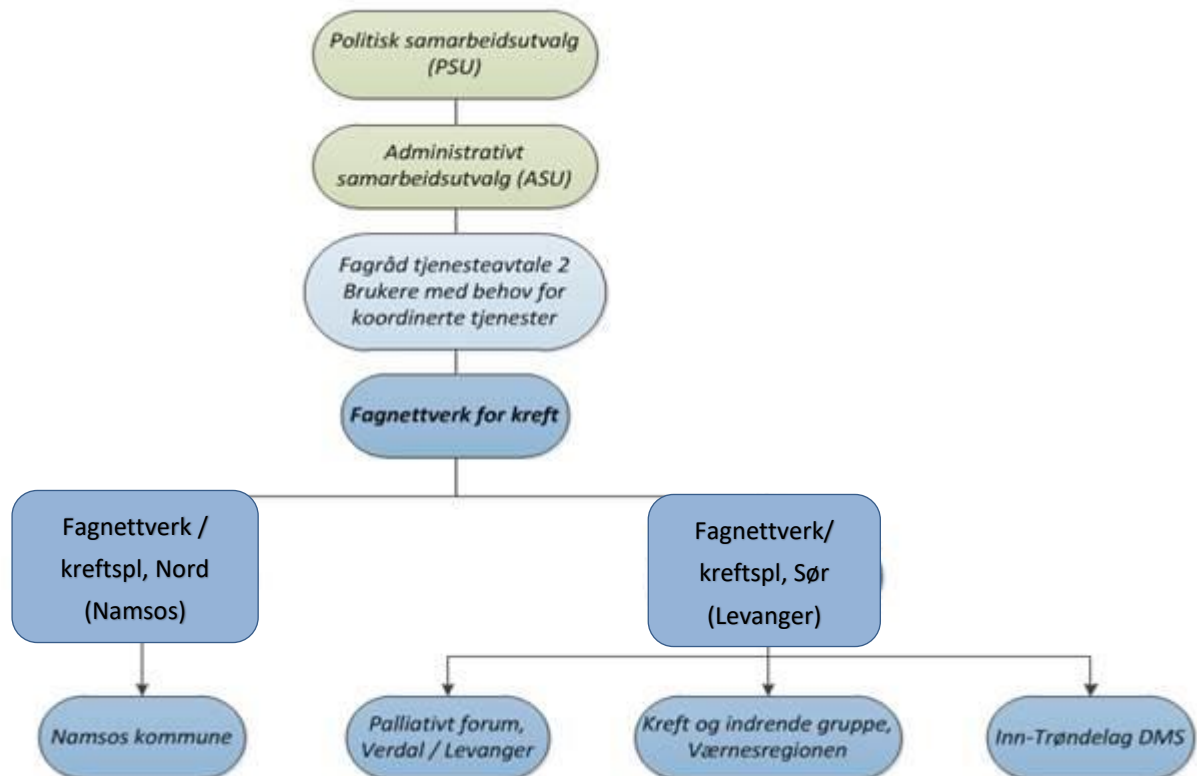 Politisk samarbeidsutvalg
(PSU)
Administrativt
samarbeidsutvalg (ASU)
Fagråd tjenesteavtale 2
Brukere med behov for
koordinerte tjenester
Fagnettverk for kreft
Fagnettverk /
kreftspl, Nord
(Namsos)
Fagnettverk/
kreftspl, Sør
(Levanger)
Namsos kommune
Palliativt forum,
Verdal / Levanger
Kreft og indrende gruppe,
Værnesregionen
Inn-Trøndelag DMS